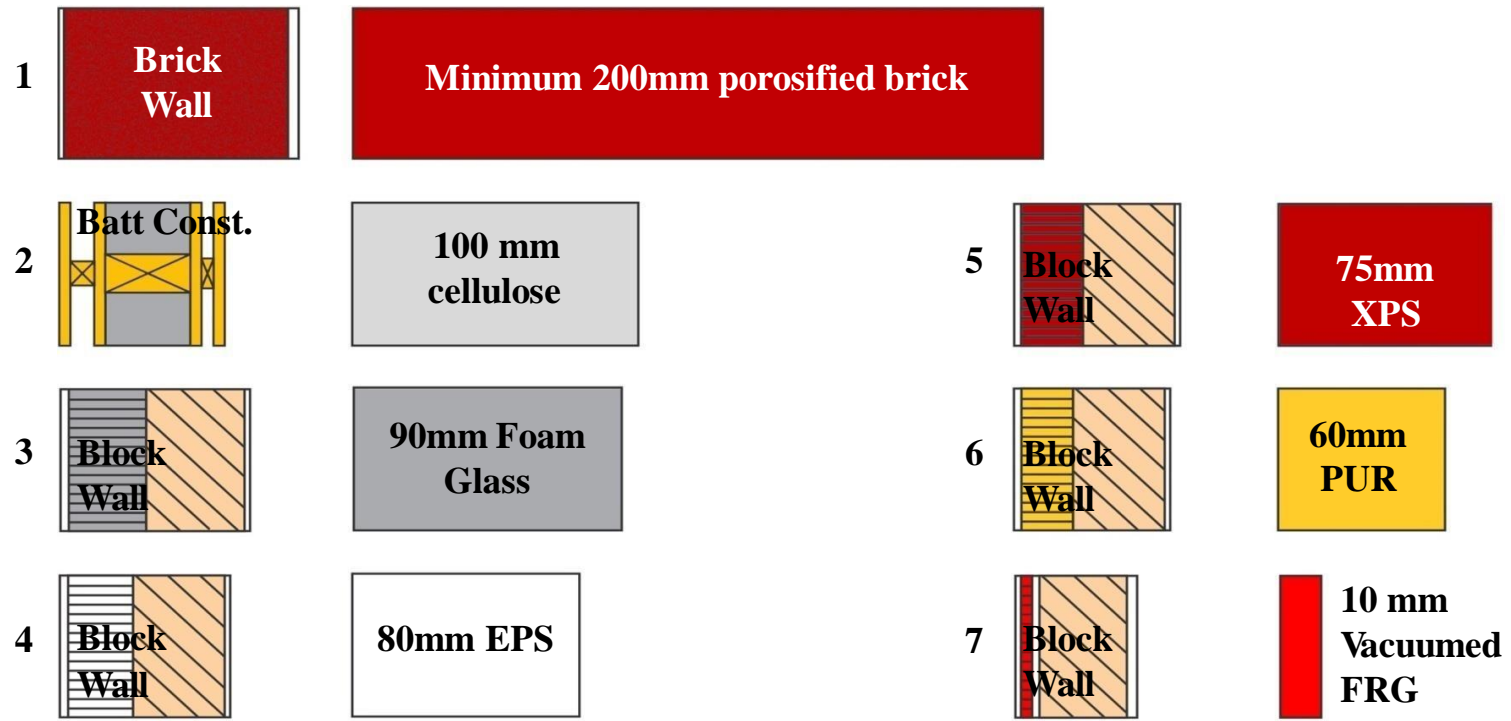 1
Brick
Wall
Minimum 200mm porosified brick
2
Batt Const.
100 mm
cellulose
3
Block
Wall
90mm Foam
Glass
4
Block
Wall
80mm EPS
5
Block
Wall
75mm
XPS
6
Block
Wall
60mm
PUR
7
Block
Wall
10 mm
Vacuumed
FRG